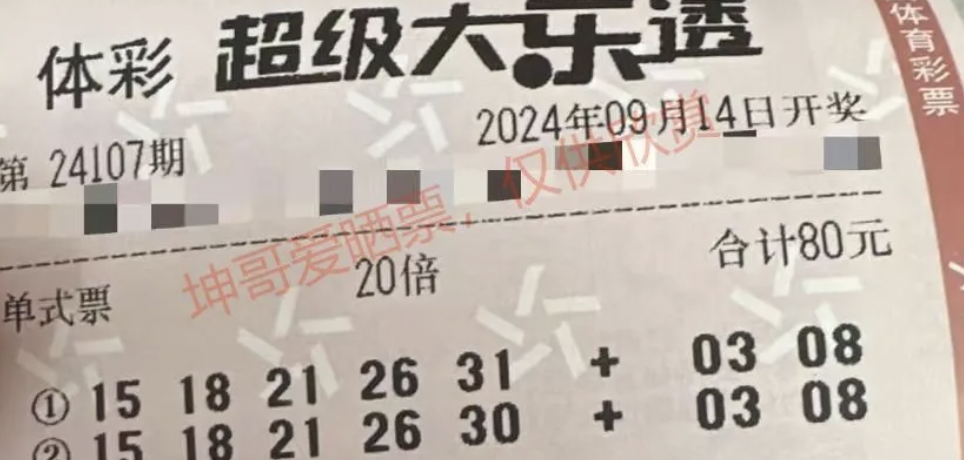 体彩 超级大乐透
体育彩票
第 24107期 2024年09月14日开奖
坤哥爱晒票，仅供欣赏
单式票 20倍 合计80元
① 15 18 21 26 31 + 03 08
② 15 18 21 26 30 + 03 08